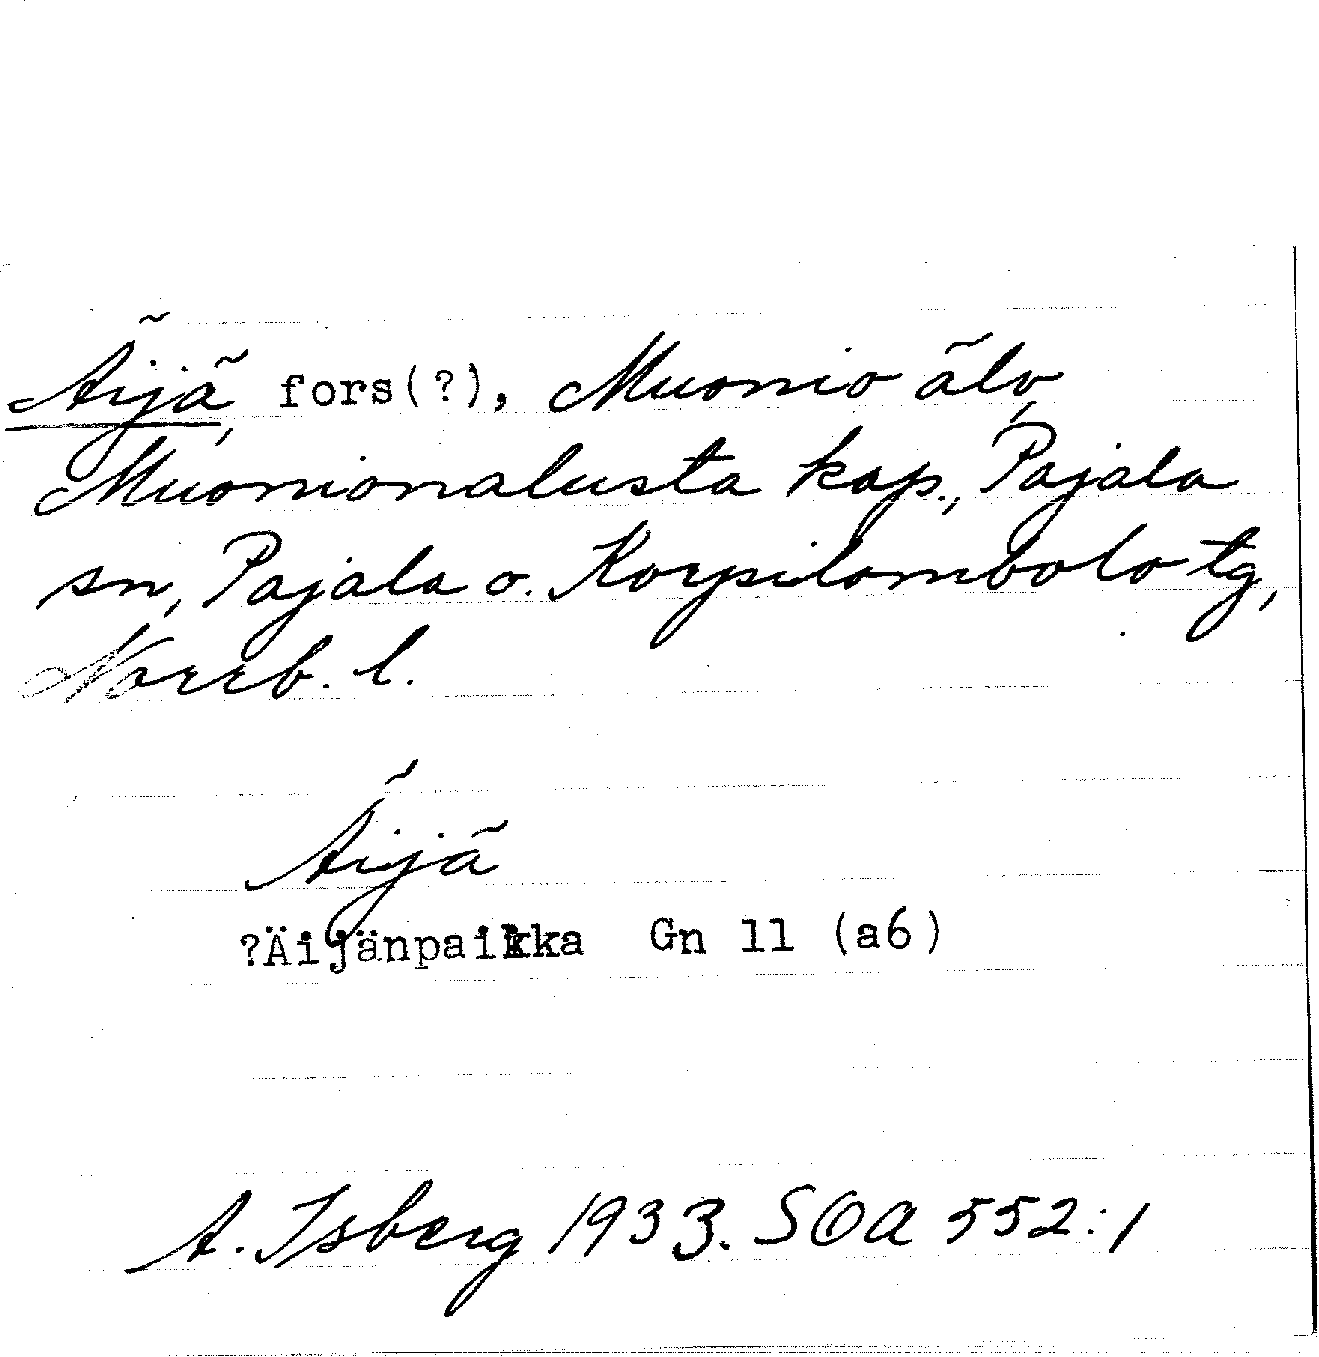 Äijä, fors(?), Muonio älv,
Muonionalusta kap., Pajala
sn, Pajala o. Korpilombolo tg,
Norrb. l.
Äijä
?Äijänpaikka Gn 11 (a6)
A. Isberg 1933. SOA 552:1